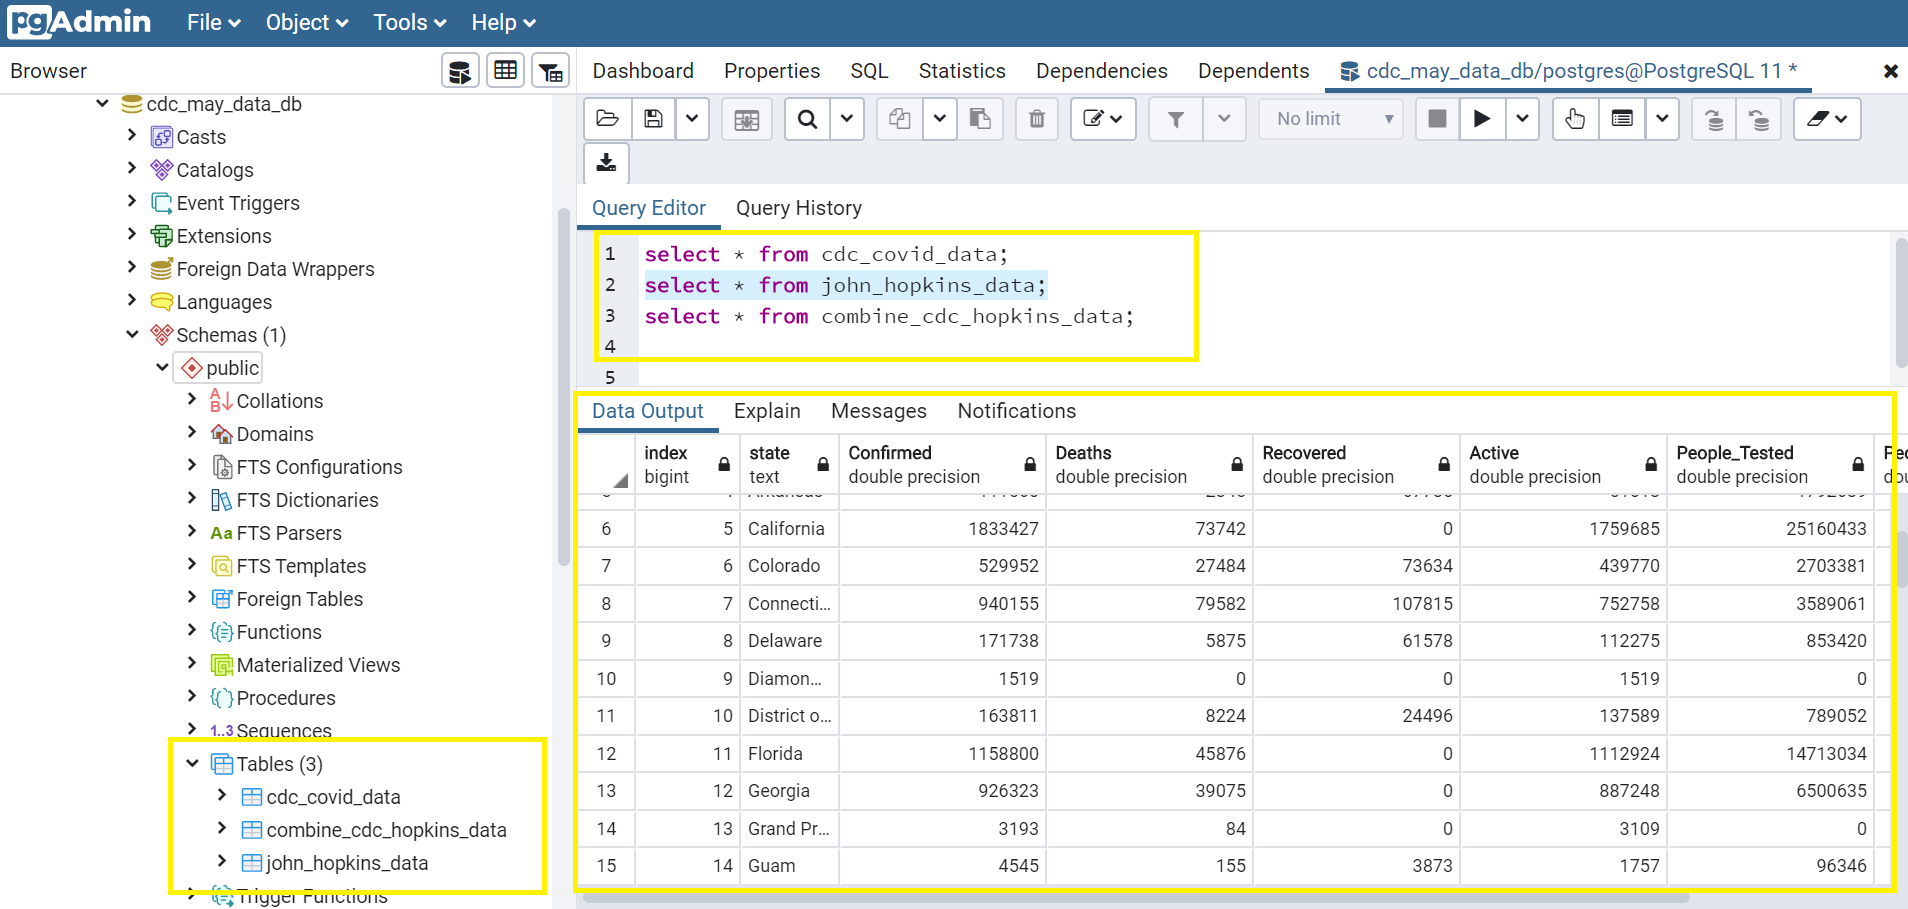 pgAdmin File Object Tools Help
Browser
Dashboard Properties SQL Statistics Dependencies Dependents cdc_may_data_db/postgres@PostgreSQL 11 *
cdc_may_data_db
Casts
Catalogs
Event Triggers
Extensions
Foreign Data Wrappers
Languages
Schemas (1)
public
Collations
Domains
FTS Configurations
FTS Dictionaries
Aa FTS Parsers
FTS Templates
Foreign Tables
Functions
Materialized Views
Procedures
1..3 Sequences
Tables (3)
cdc_covid_data
combine_cdc_hopkins_data
john_hopkins_data
Trigger Functions
No limit
Query Editor Query History
1 select * from cdc_covid_data;
2 select * from john_hopkins_data;
3 select * from combine_cdc_hopkins_data;
4
5
Data Output Explain Messages Notifications
index state Confirmed Deaths Recovered Active People_Tested
bigint text double precision double precision double precision double precision double precision
6 5 California 1833427 73742 0 1759685 25160433
7 6 Colorado 529952 27484 73634 439770 2703381
8 7 Connecti... 940155 79582 107815 752758 3589061
9 8 Delaware 171738 5875 61578 112275 853420
10 9 Diamon... 1519 0 0 1519 0
11 10 District o... 163811 8224 24496 137589 789052
12 11 Florida 1158800 45876 0 1112924 14713034
13 12 Georgia 926323 39075 0 887248 6500635
14 13 Grand Pr... 3193 84 0 3109 0
15 14 Guam 4545 155 3873 1757 96346